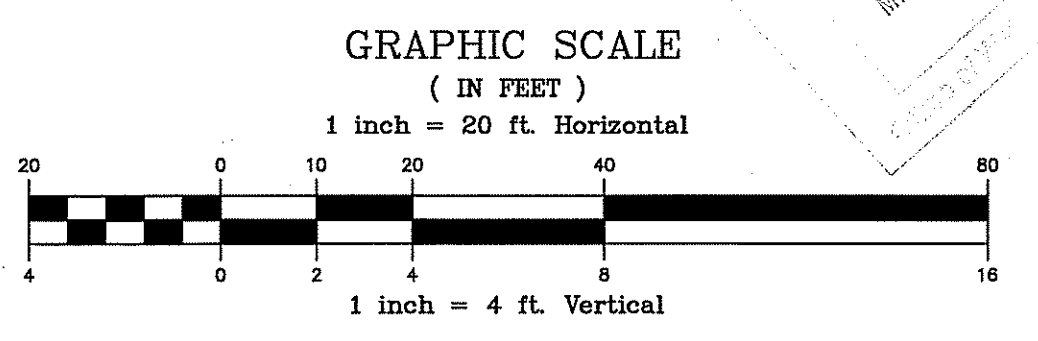 GRAPHIC SCALE
( IN FEET )
1 inch = 20 ft. Horizontal
20 0 10 20 40 80
4 0 2 4 8 16
1 inch = 4 ft. Vertical